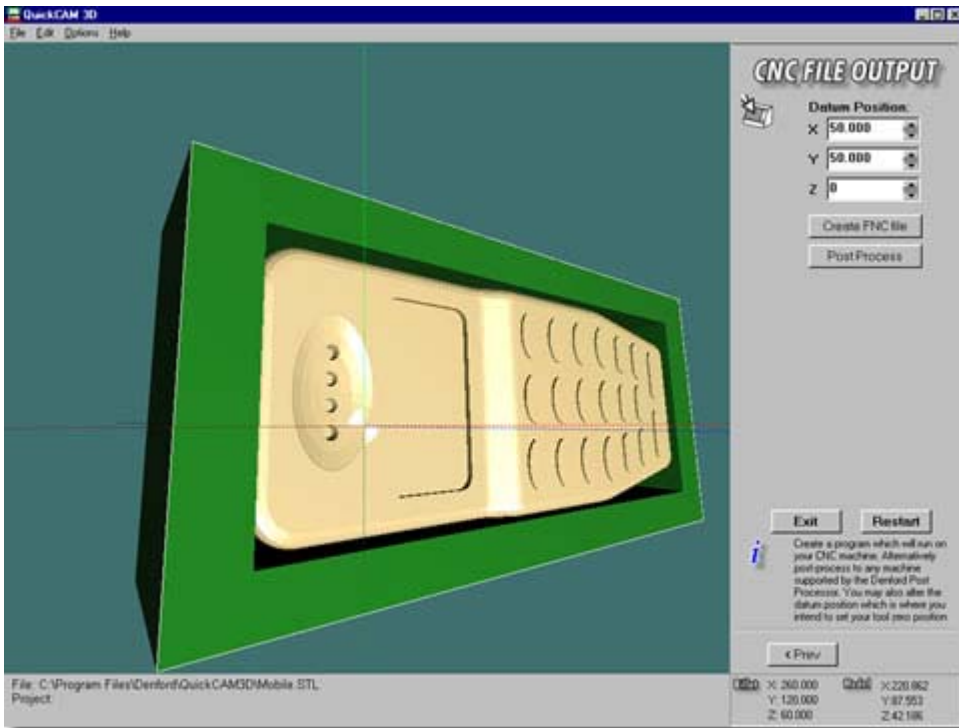 QuickCAM 3D
File Edit Options Help
CNC FILE OUTPUT
Datum Position:
X 50.000
Y 50.000
Z 0
Create FNC file
Post Process
Exit Restart
Create a program which will run on
your CNC machine. Alternatively
post-process to any machine
supported by the Denford Post
Processor. You may also alter the
datum position which is where you
intend to set your tool zero position
< Prev
File: C:\Program Files\Denford\QuickCAM3D\Mobile.STL
Project:
X: 260.000 X:220.862
Y: 120.000 Y:87.553
Z: 60.000 Z:42.186